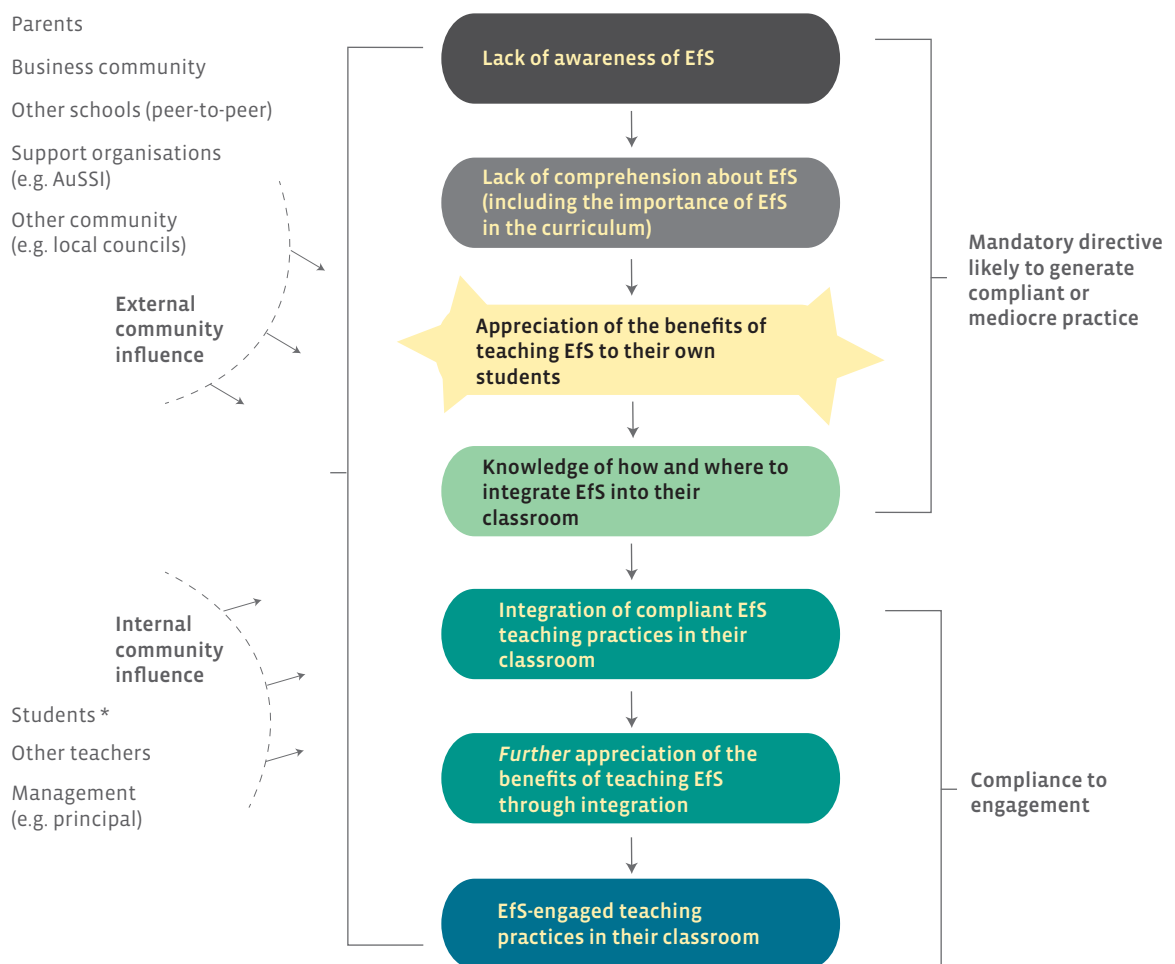 Parents
Business community
Other schools (peer-to-peer)
Support organisations
(e.g. AuSSI)
Other community
(e.g. local councils)
External
community
influence
Internal
community
influence
Students *
Other teachers
Management
(e.g. principal)
Lack of awareness of EfS
Lack of comprehension about EfS
(including the importance of EfS
in the curriculum)
Appreciation of the benefits of
teaching EfS to their own
students
Knowledge of how and where to
integrate EfS into their
classroom
Integration of compliant EfS
teaching practices in their
classroom
Further appreciation of the
benefits of teaching EfS
through integration
EfS-engaged teaching
practices in their classroom
Mandatory directive
likely to generate
compliant or
mediocre practice
Compliance to
engagement